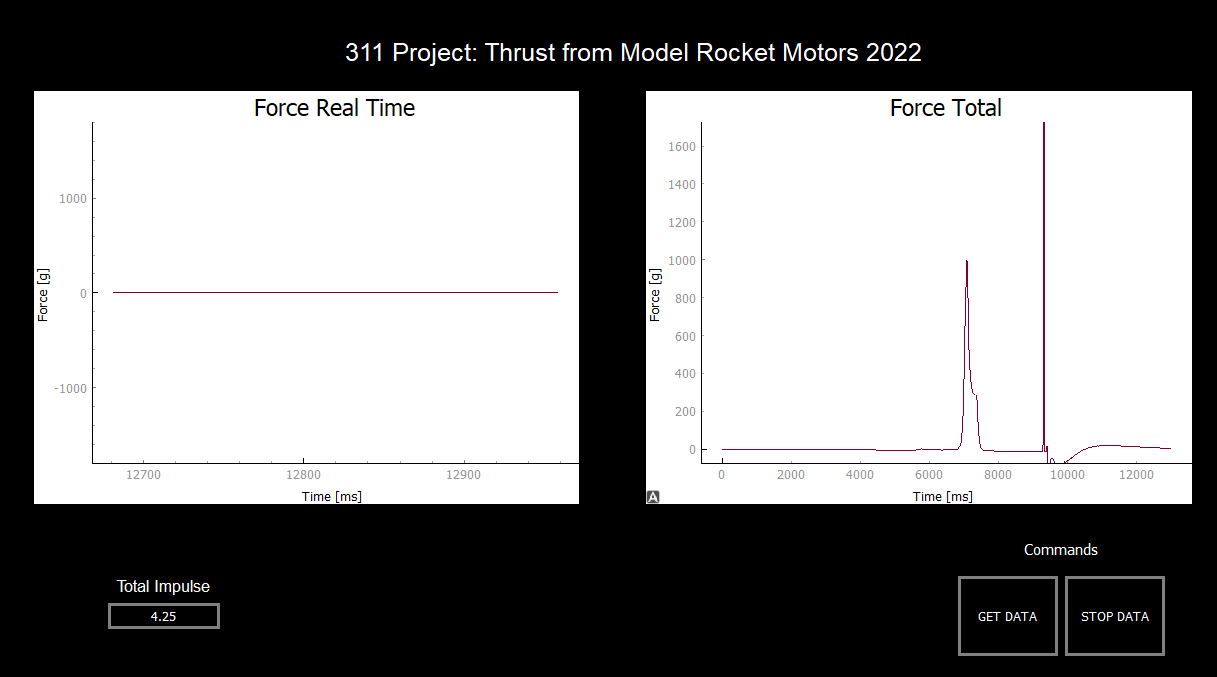 311 Project: Thrust from Model Rocket Motors 2022
Force Real Time
1000
0
-1000
Force [g]
12700 12800 12900
Time [ms]
Force Total
1600
1400
1200
1000
800
600
400
200
0
Force [g]
0 2000 4000 6000 8000 10000 12000
Time [ms]
A
Total Impulse
4.25
Commands
GET DATA STOP DATA